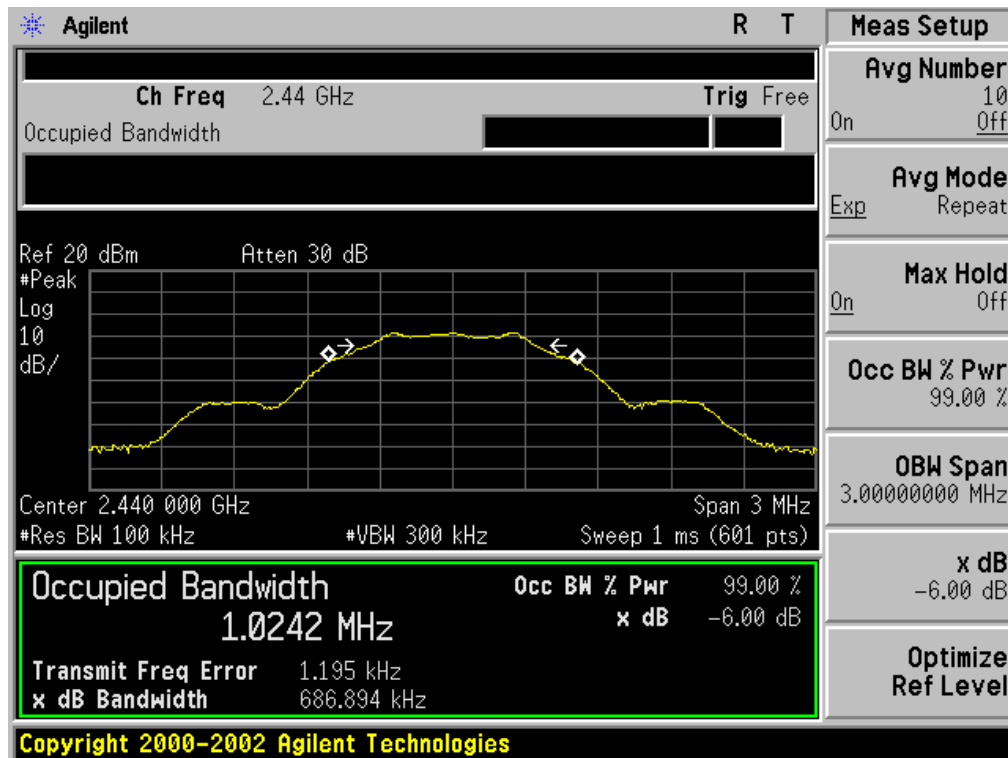 Agilent R T
Ch Freq 2.44 GHz Trig Free
Occupied Bandwidth
Ref 20 dBm Atten 30 dB
#Peak
Log
10
dB/
Center 2.440 000 GHz Span 3 MHz
#Res BW 100 kHz #VBW 300 kHz Sweep 1 ms (601 pts)
Occupied Bandwidth
1.0242 MHz
Occ BW % Pwr 99.00 %
x dB -6.00 dB
Transmit Freq Error 1.195 kHz
x dB Bandwidth 686.894 kHz
Copyright 2000-2002 Agilent Technologies
Meas Setup
Avg Number
10
On Off
Avg Mode
Exp Repeat
Max Hold
On Off
Occ BW % Pwr
99.00 %
OBW Span
3.00000000 MHz
x dB
-6.00 dB
Optimize
Ref Level